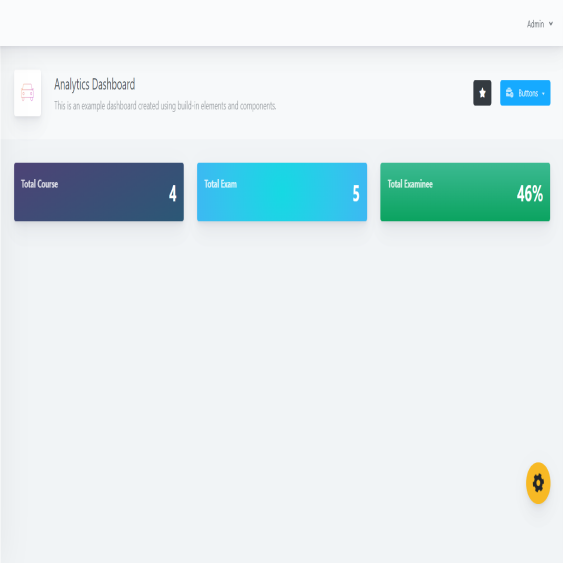 Admin
Analytics Dashboard
This is an example dashboard created using build-in elements and components.
Buttons
Total Course
4
Total Exam
5
Total Examinee
46%